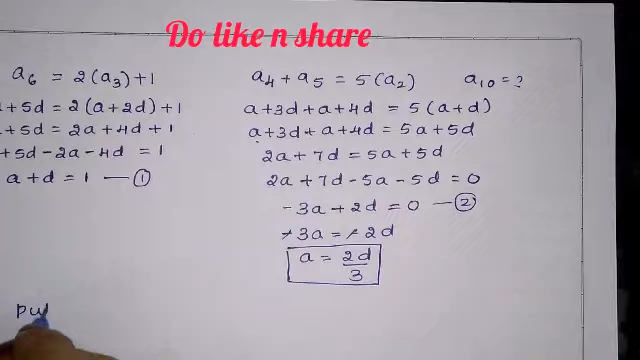 Do like n share
a₆ = 2(a₃)+1
+5d = 2(a+2d)+1
+5d = 2a+4d+1
+5d-2a-4d = 1
a+d = 1 — ①
a₄+a₅ = 5(a₂)
a₁₀=?
a+3d+a+4d = 5(a+d)
a+3d+a+4d = 5a+5d
2a+7d = 5a+5d
2a+7d-5a-5d = 0
-3a+2d = 0 — ②
-3a = -2d
a = 2d/3
put